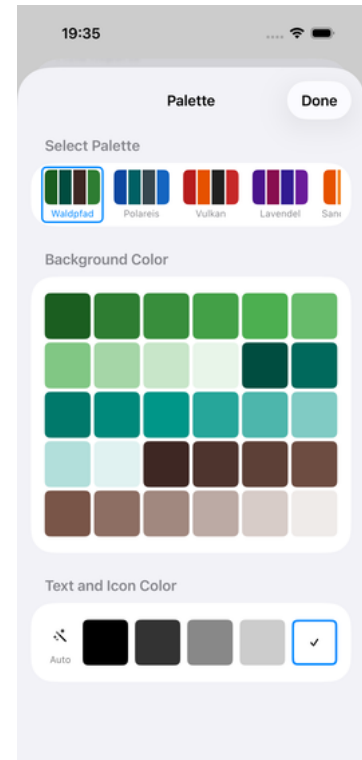 19:35
Palette
Done
Select Palette
Waldpfad
Polareis
Vulkan
Lavendel
Background Color
Text and Icon Color
Auto